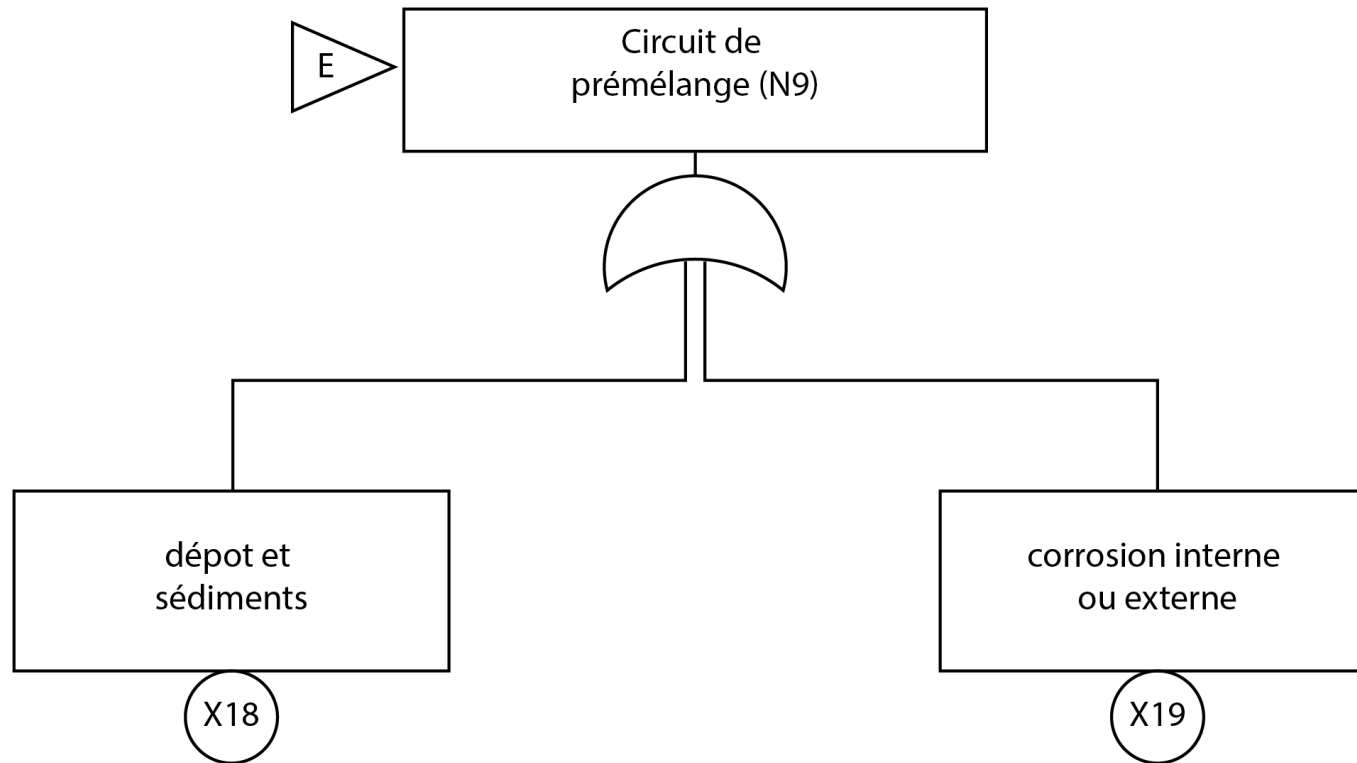 E
Circuit de
prémélange (N9)
dépot et
sédiments
corrosion interne
ou externe
X18
X19